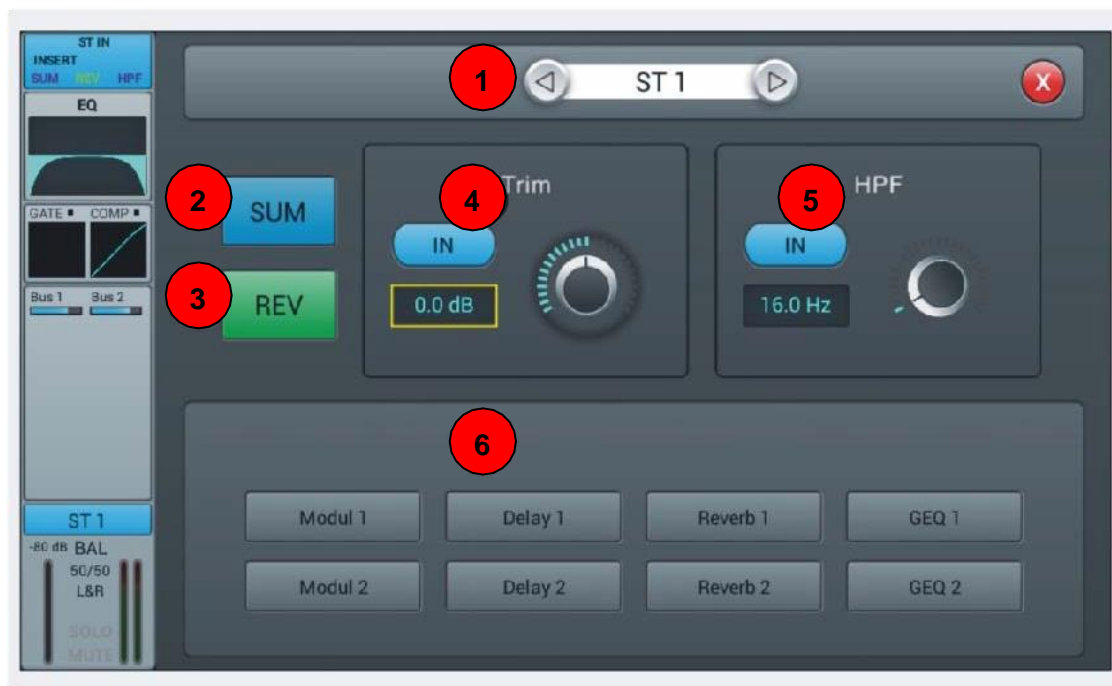 ST IN
INSERT
SUM REV HPF
EQ
GATE COMP
Bus 1 Bus 2
ST 1
-80 dB BAL
50/50
L&R
SOLO
MUTE
1
ST 1
X
2
SUM
3
REV
4
Trim
IN
0.0 dB
5
HPF
IN
16.0 Hz
6
Modul 1 Delay 1 Reverb 1 GEQ 1
Modul 2 Delay 2 Reverb 2 GEQ 2